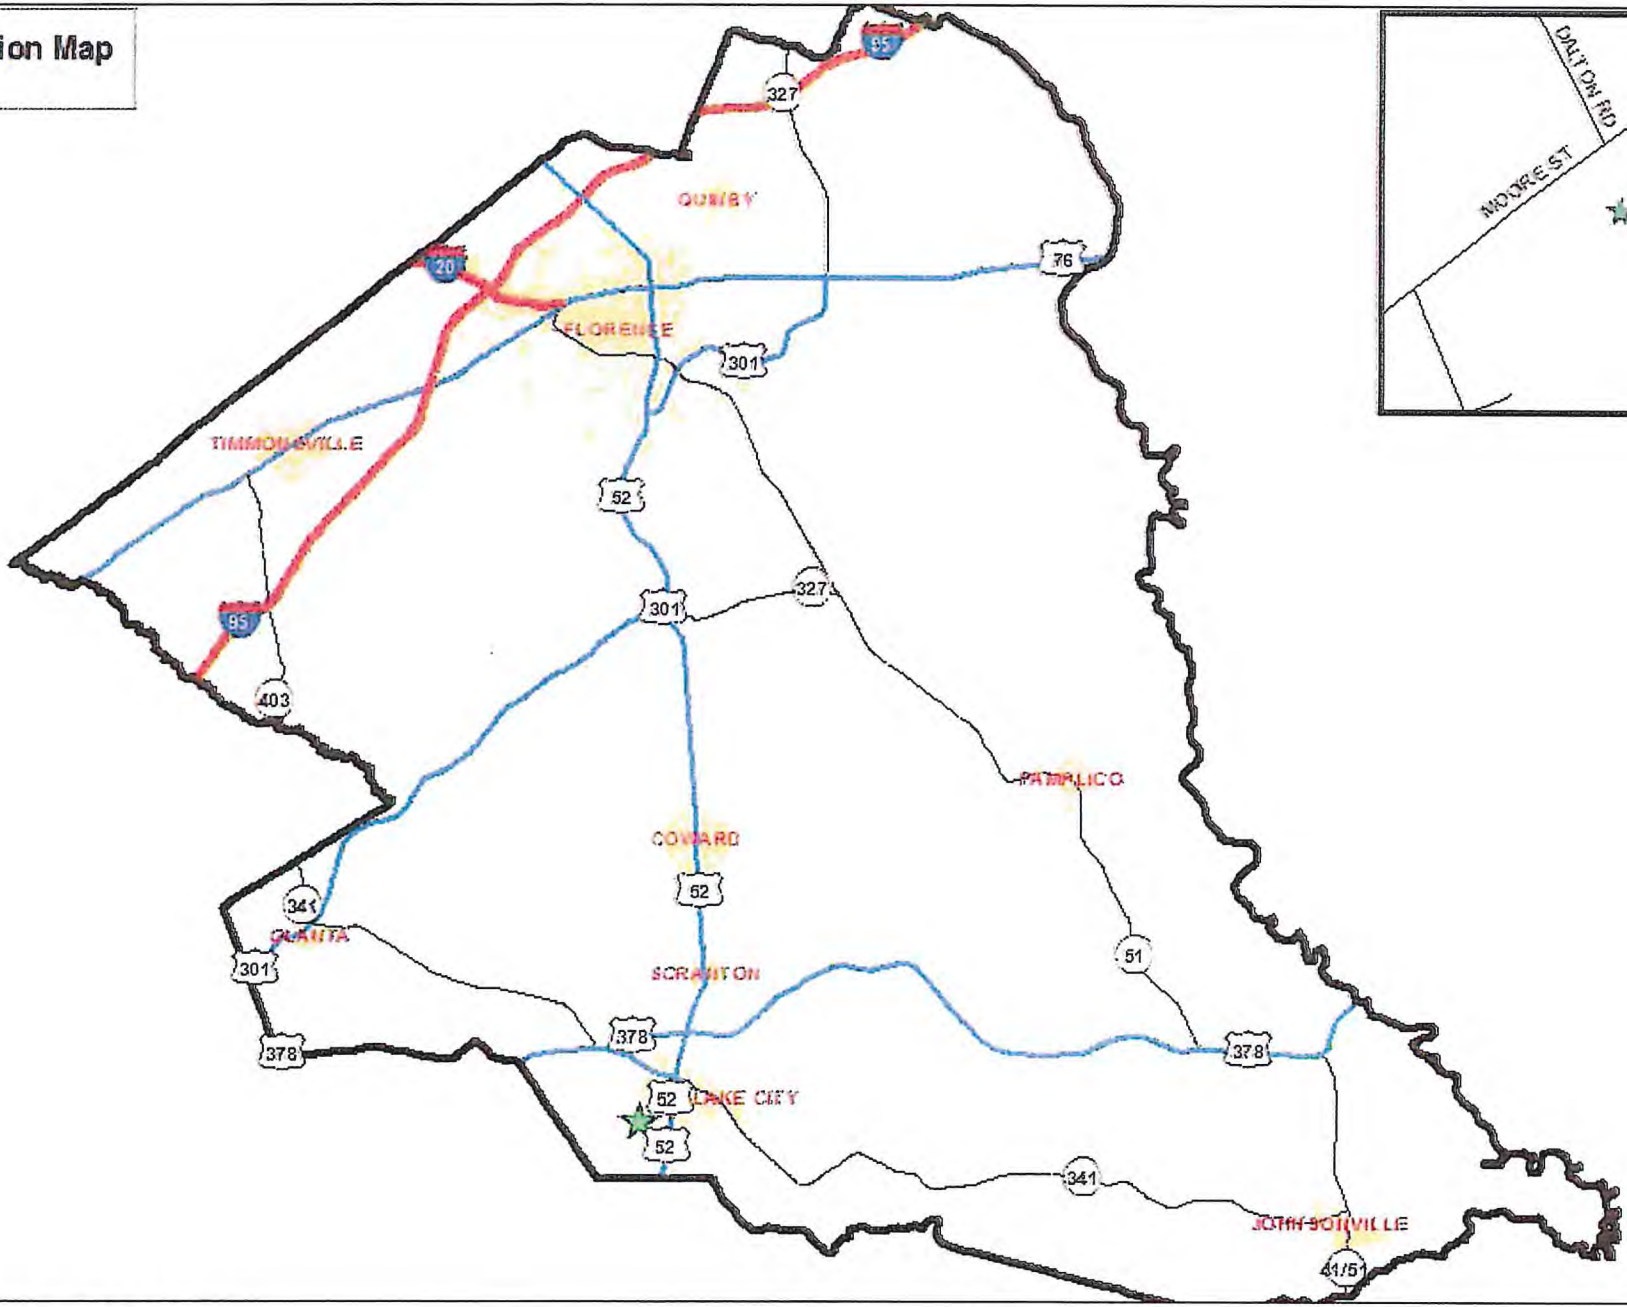 ion Map
95
327
DALTON RD
MOORE ST
QUINBY
20
76
FLORENCE
301
TIMMONSVILLE
52
327
301
95
403
PAMPLICO
COWARD
52
341
OLANTA
301
51
SCRANTON
378
378
378
52
LAKE CITY
52
341
JOHNSONVILLE
41/51